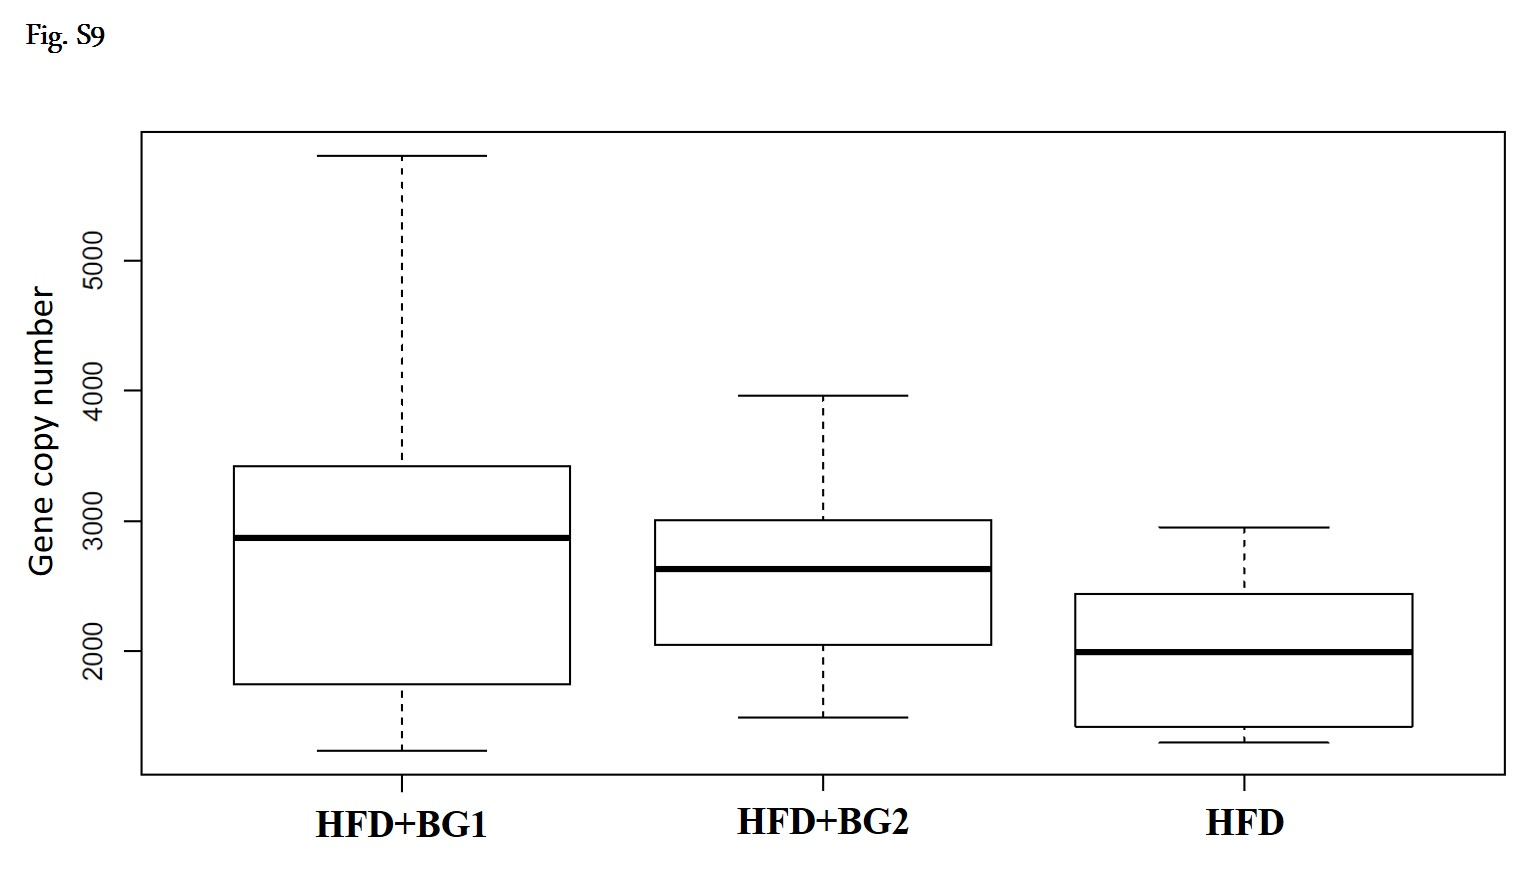 Fig. S9
Gene copy number
5000
4000
3000
2000
HFD+BG1
HFD+BG2
HFD